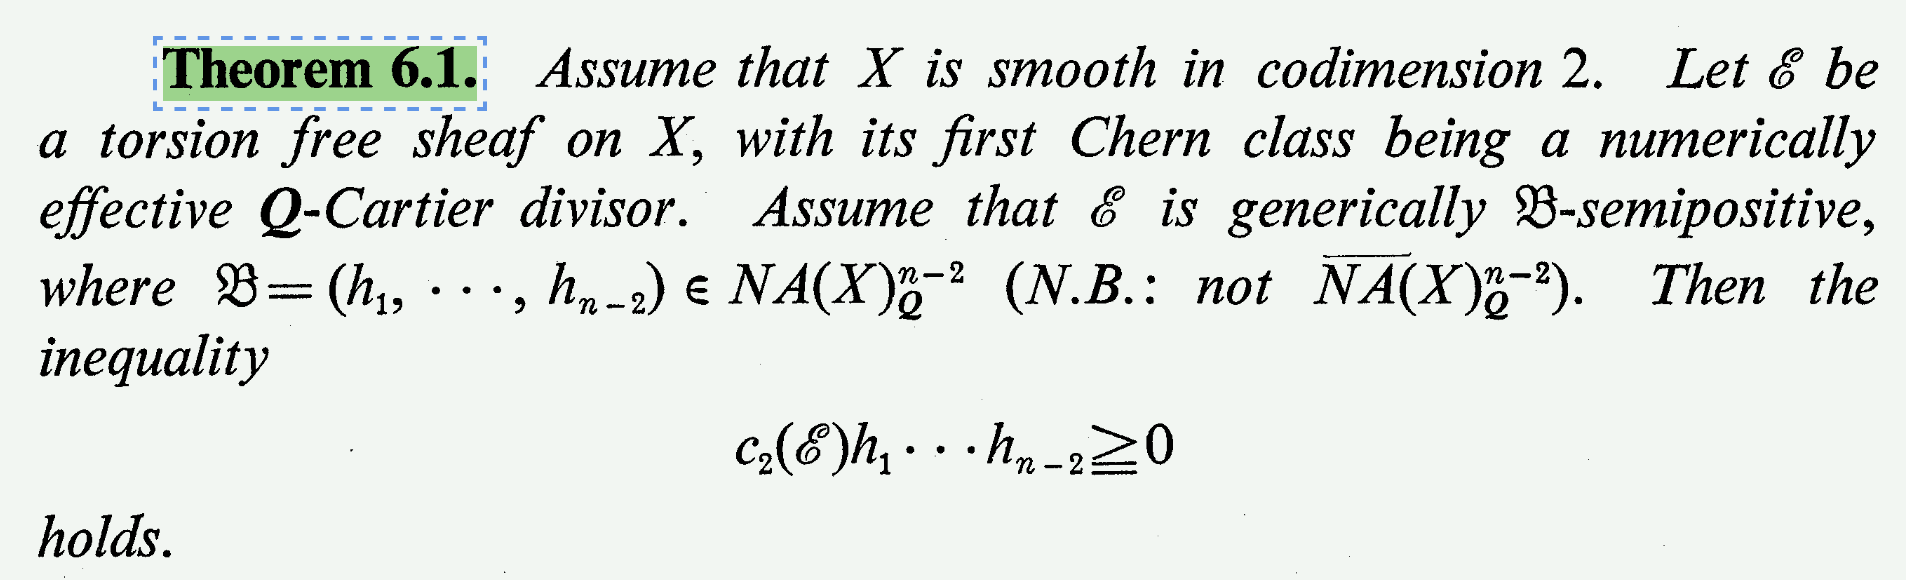 Theorem 6.1. Assume that X is smooth in codimension 2. Let ℰ be
a torsion free sheaf on X, with its first Chern class being a numerically
effective Q-Cartier divisor. Assume that ℰ is generically 𝔅-semipositive,
where 𝔅=(h₁, ···, hₙ₋₂) ∈ NA(X)_Q^{n-2} (N.B.: not \overline{NA}(X)_Q^{n-2}). Then the
inequality
c₂(ℰ)h₁···hₙ₋₂≧0
holds.